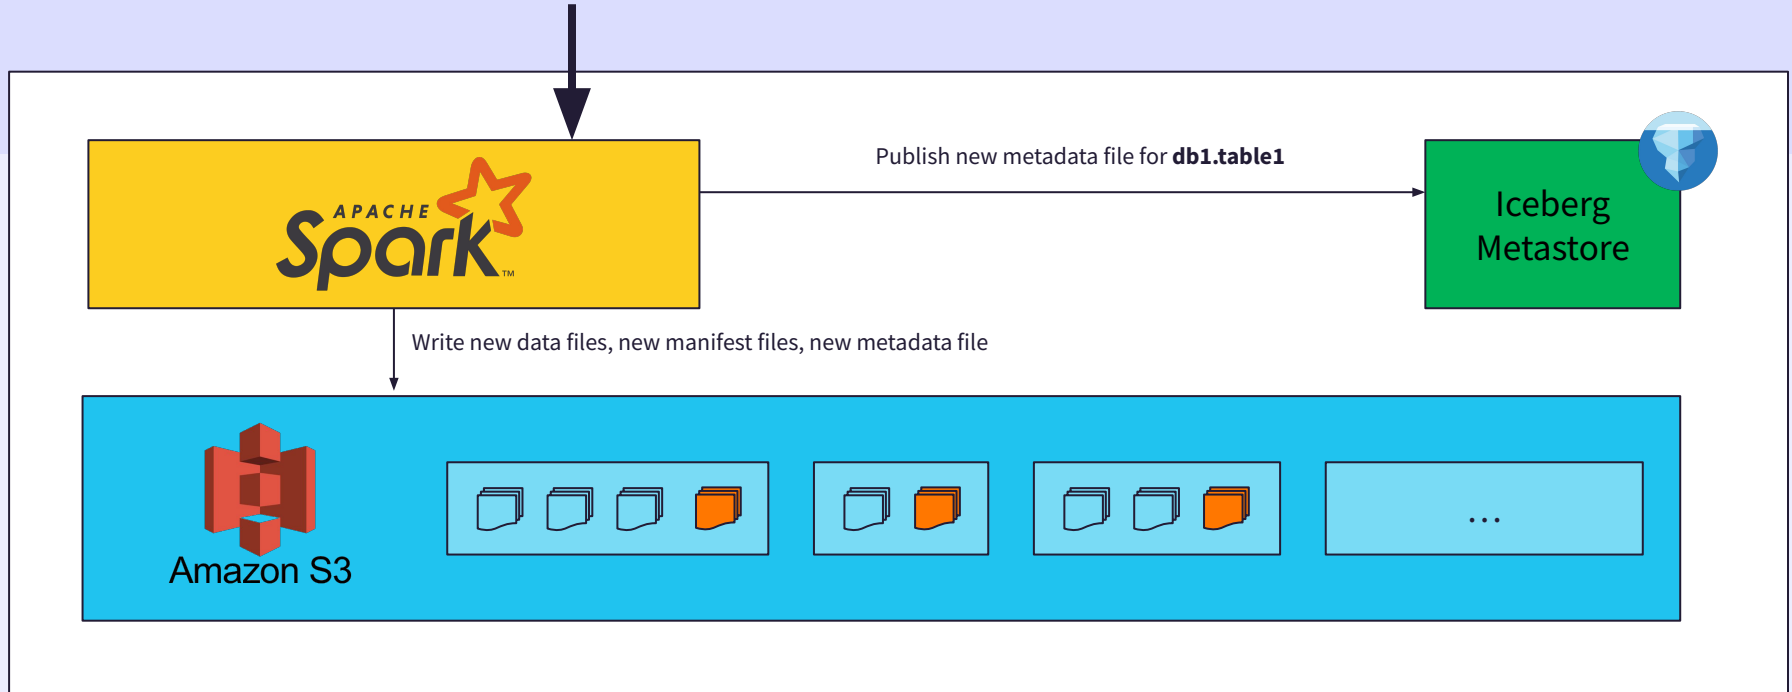 Publish new metadata file for db1.table1
APACHE
Spark™
Iceberg
Metastore
Write new data files, new manifest files, new metadata file
Amazon S3
...